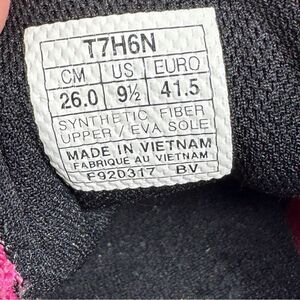 T7H6N
CM US EURO
26.0 9½ 41.5
SYNTHETIC FIBER
UPPER / EVA SOLE
MADE IN VIETNAM
FABRIQUE AU VIETNAM
F920317 BV